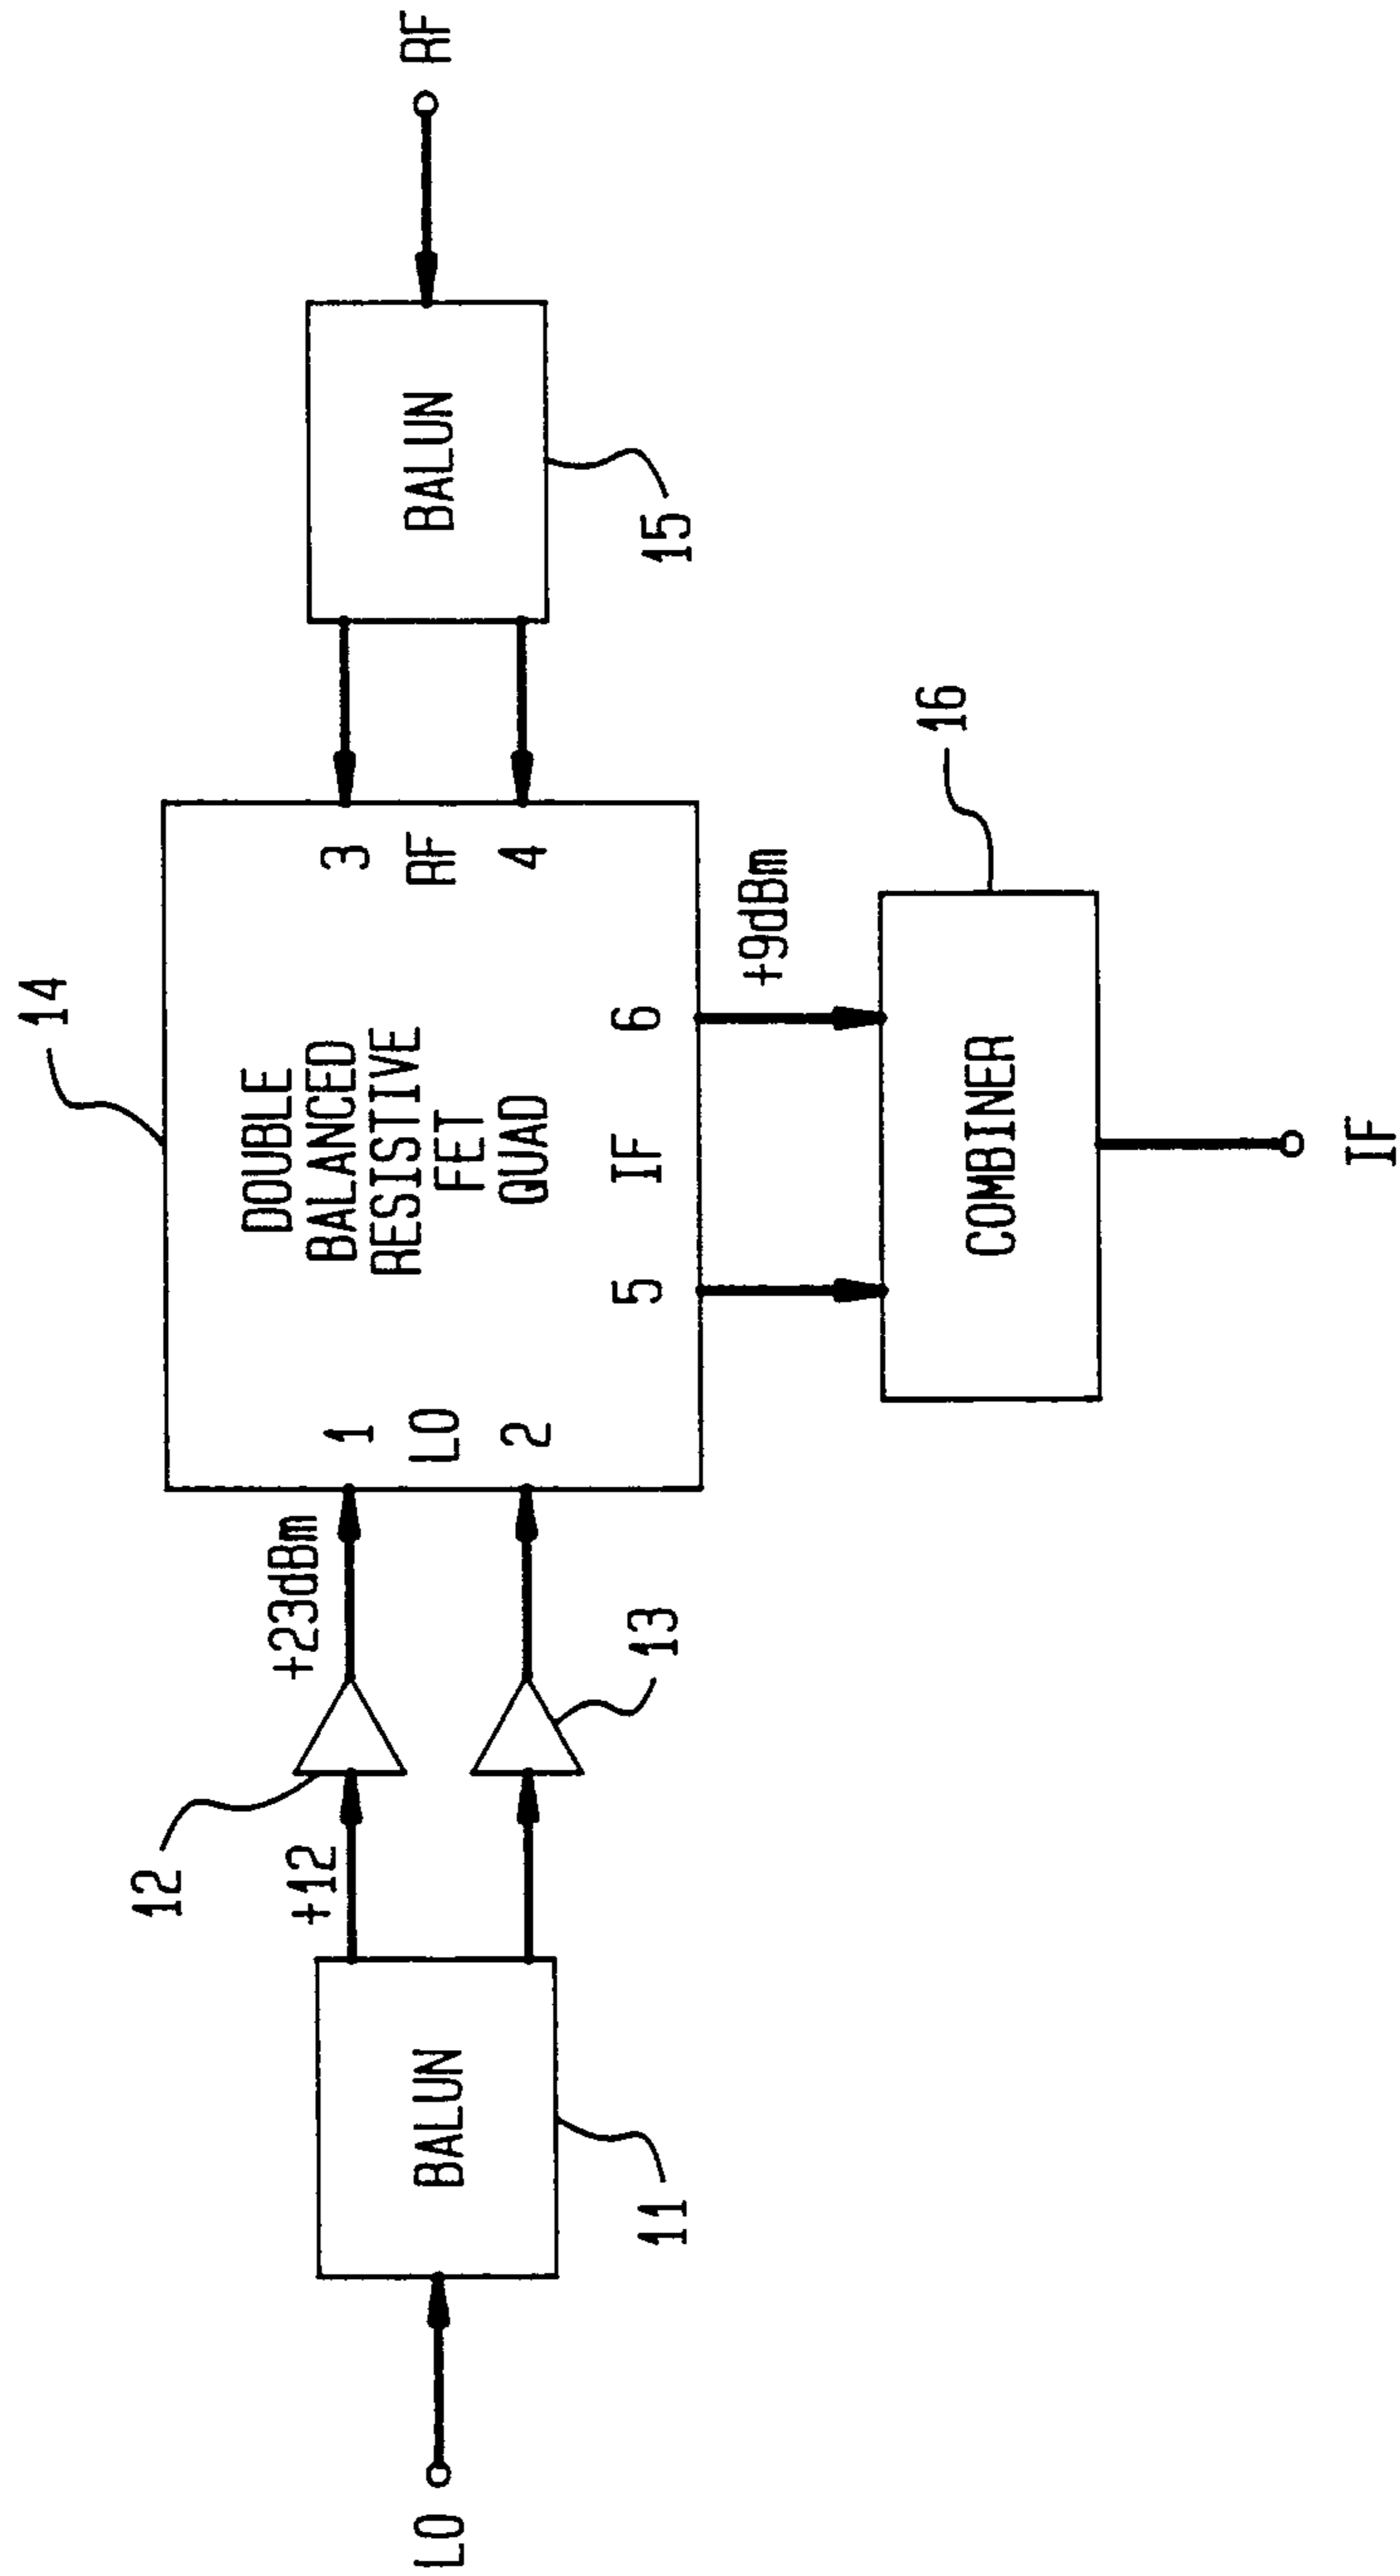 14
12
+12
+23dBm
LO
BALUN
11
13
1
LO
2
DOUBLE
BALANCED
RESISTIVE
FET
QUAD
3
RF
4
5
IF
6
BALUN
15
RF
+9dBm
16
COMBINER
IF